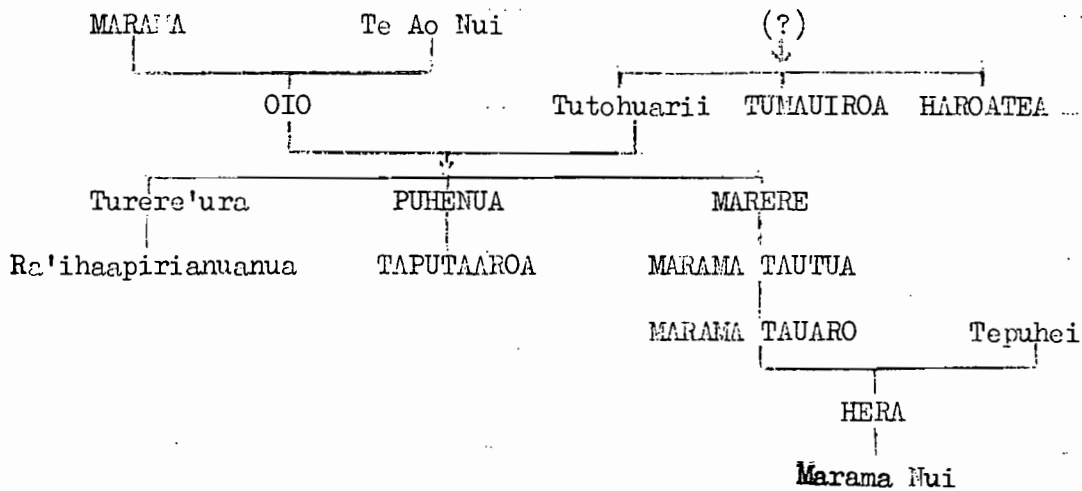 MARAMA Te Ao Nui (?)
OIO Tutohuarii TUMAUIROA HAROATEA
Turere'ura PUHENUA MARERE
Ra'ihaapirianuanua TAPUTAAROA MARAMA TAUTUA
MARAMA TAUARO Tepuhei
HERA
Marama Nui